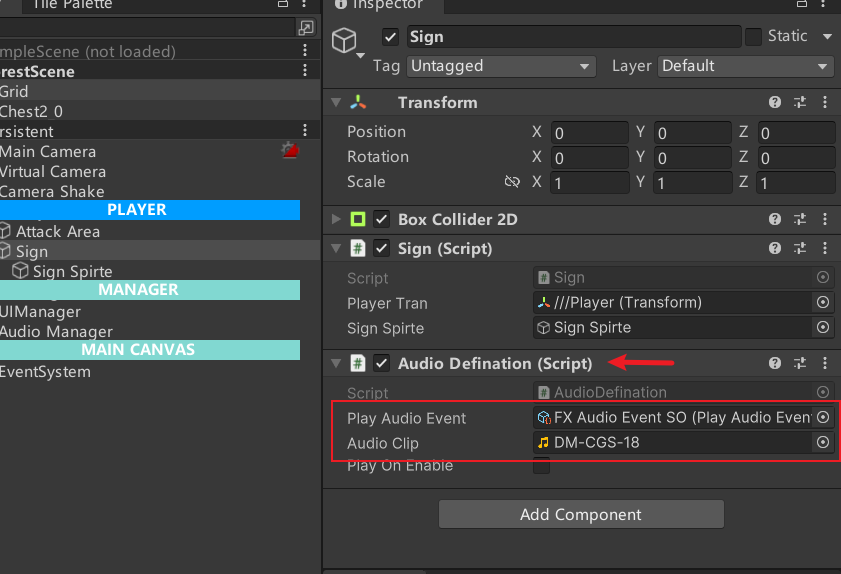 Tile Palette
Inspector
mpleScene (not loaded)
restScene
Grid
Chest2_0
rsistent
Main Camera
Virtual Camera
Camera Shake
PLAYER
Attack Area
Sign
Sign Spirte
MANAGER
UIManager
Audio Manager
MAIN CANVAS
EventSystem
Sign
Static
Tag Untagged Layer Default
Transform
Position X 0 Y 0 Z 0
Rotation X 0 Y 0 Z 0
Scale X 1 Y 1 Z 1
Box Collider 2D
# Sign (Script)
Script # Sign
Player Tran ///Player (Transform)
Sign Spirte Sign Spirte
# Audio Defination (Script)
Script # AudioDefination
Play Audio Event FX Audio Event SO (Play Audio Even
Audio Clip DM-CGS-18
Play On Enable
Add Component